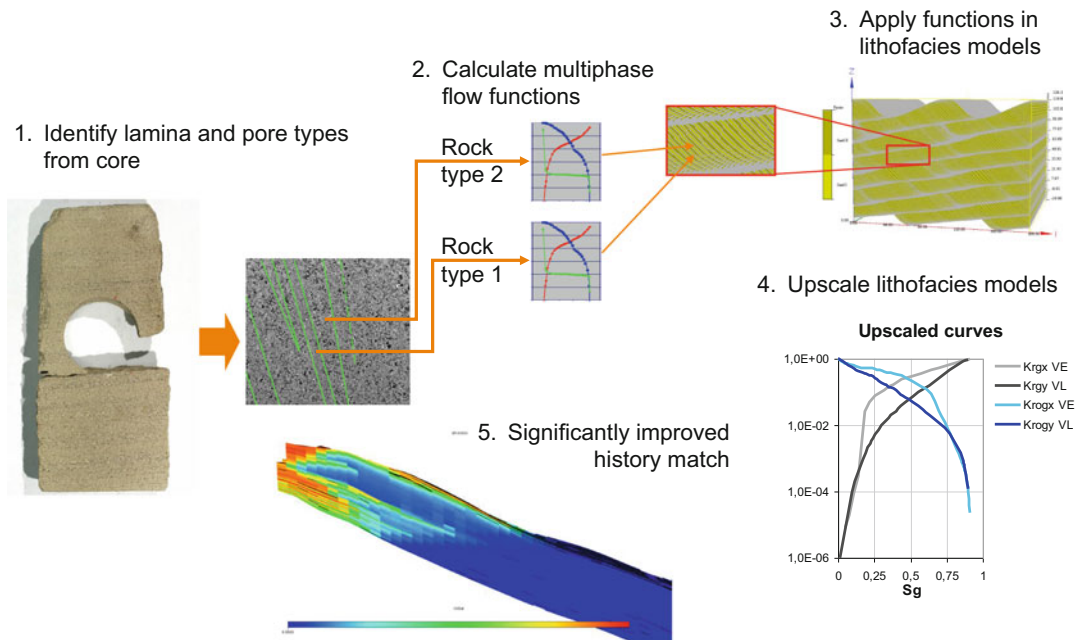 1. Identify lamina and pore types
from core
2. Calculate multiphase
flow functions
Rock
type 2
Rock
type 1
3. Apply functions in
lithofacies models
4. Upscale lithofacies models
Upscaled curves
1,0E+00
1,0E-02
1,0E-04
1,0E-06
0
0,25
0,5
0,75
1
Sg
Krgx VE
Krgy VL
Krogx VE
Krogy VL
5. Significantly improved
history match